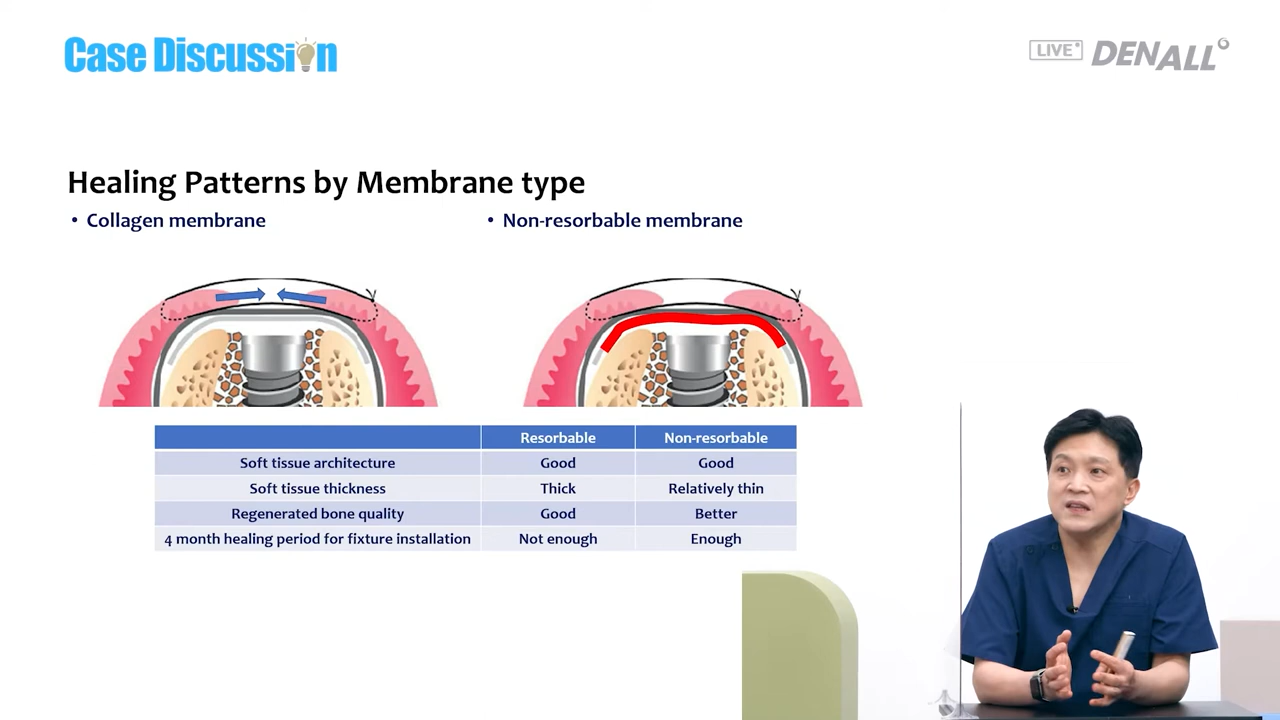 Case Discussion
LIVE DENALL
Healing Patterns by Membrane type
• Collagen membrane
• Non-resorbable membrane
Resorbable Non-resorbable
Soft tissue architecture Good Good
Soft tissue thickness Thick Relatively thin
Regenerated bone quality Good Better
4 month healing period for fixture installation Not enough Enough